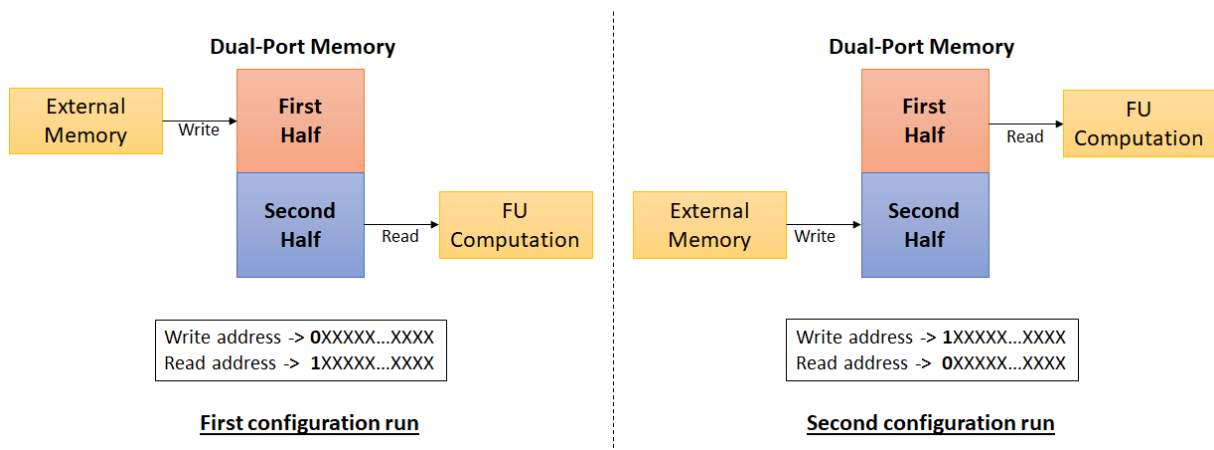 Dual-Port Memory
External
Memory
Write
First
Half
Second
Half
Read
FU
Computation
Write address -> 0XXXXX...XXXX
Read address -> 1XXXXX...XXXX
First configuration run
Dual-Port Memory
First
Half
Read
FU
Computation
External
Memory
Write
Second
Half
Write address -> 1XXXXX...XXXX
Read address -> 0XXXXX...XXXX
Second configuration run